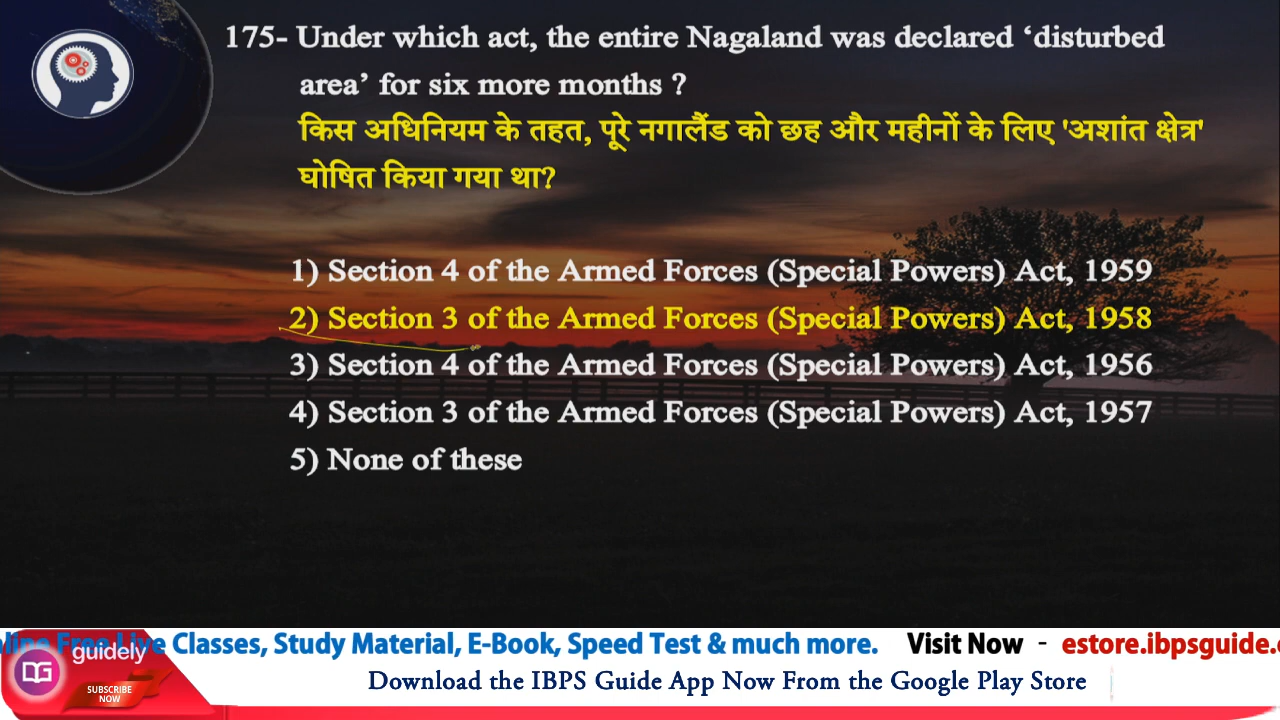 175- Under which act, the entire Nagaland was declared ‘disturbed
area’ for six more months ?
किस अधिनियम के तहत, पूरे नगालैंड को छह और महीनों के लिए 'अशांत क्षेत्र'
घोषित किया गया था?
1) Section 4 of the Armed Forces (Special Powers) Act, 1959
2) Section 3 of the Armed Forces (Special Powers) Act, 1958
3) Section 4 of the Armed Forces (Special Powers) Act, 1956
4) Section 3 of the Armed Forces (Special Powers) Act, 1957
5) None of these
Free Live Classes, Study Material, E-Book, Speed Test & much more. Visit Now - estore.ibpsguide.
guidely
SUBSCRIBE
NOW
Download the IBPS Guide App Now From the Google Play Store